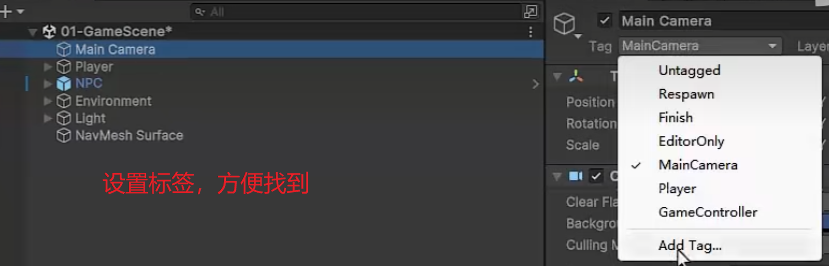 All
01-GameScene*
Main Camera
Player
NPC
Environment
Light
NavMesh Surface
设置标签，方便找到
Main Camera
Tag MainCamera Laye
Untagged
Respawn
Finish
EditorOnly
MainCamera
Player
GameController
Add Tag...
T
Position
Rotation
Scale
C
Clear Fla
Backgrou
Culling M